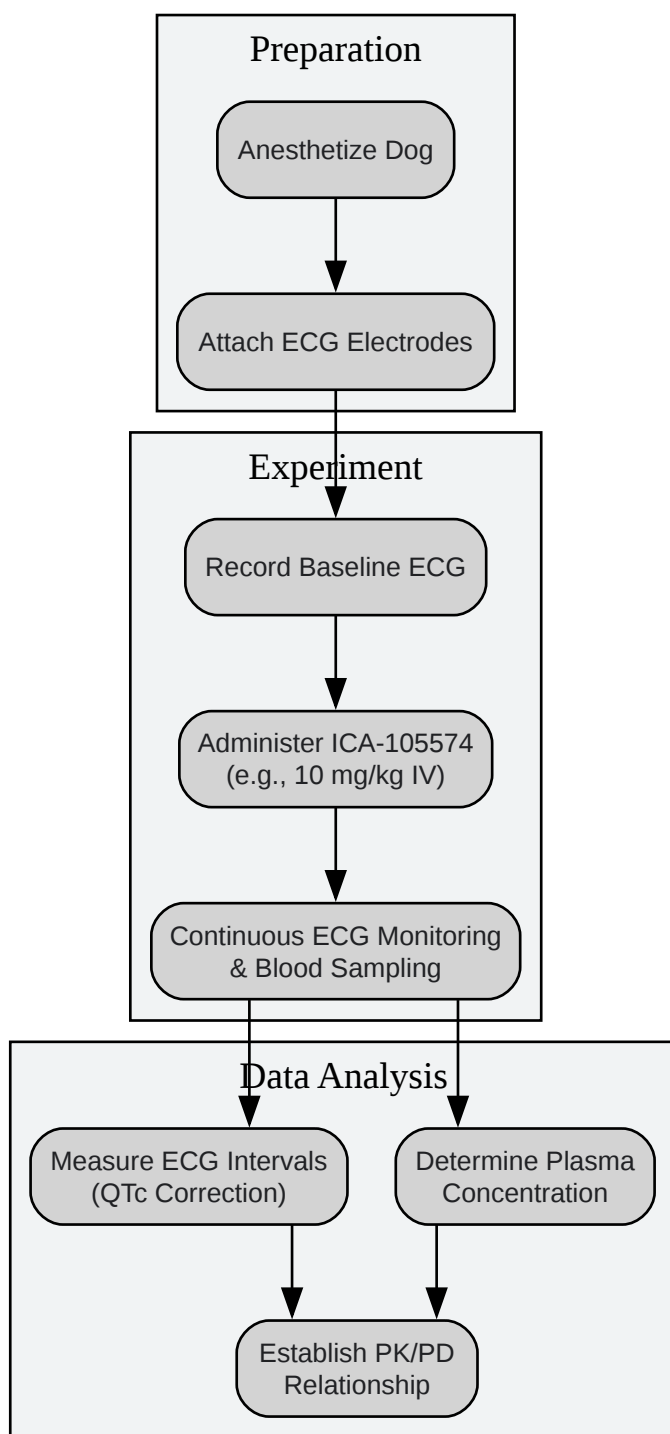 Preparation
Anesthetize Dog
Attach ECG Electrodes
Experiment
Record Baseline ECG
Administer ICA-105574
(e.g., 10 mg/kg IV)
Continuous ECG Monitoring
& Blood Sampling
Data Analysis
Measure ECG Intervals
(QTc Correction)
Determine Plasma
Concentration
Establish PK/PD
Relationship